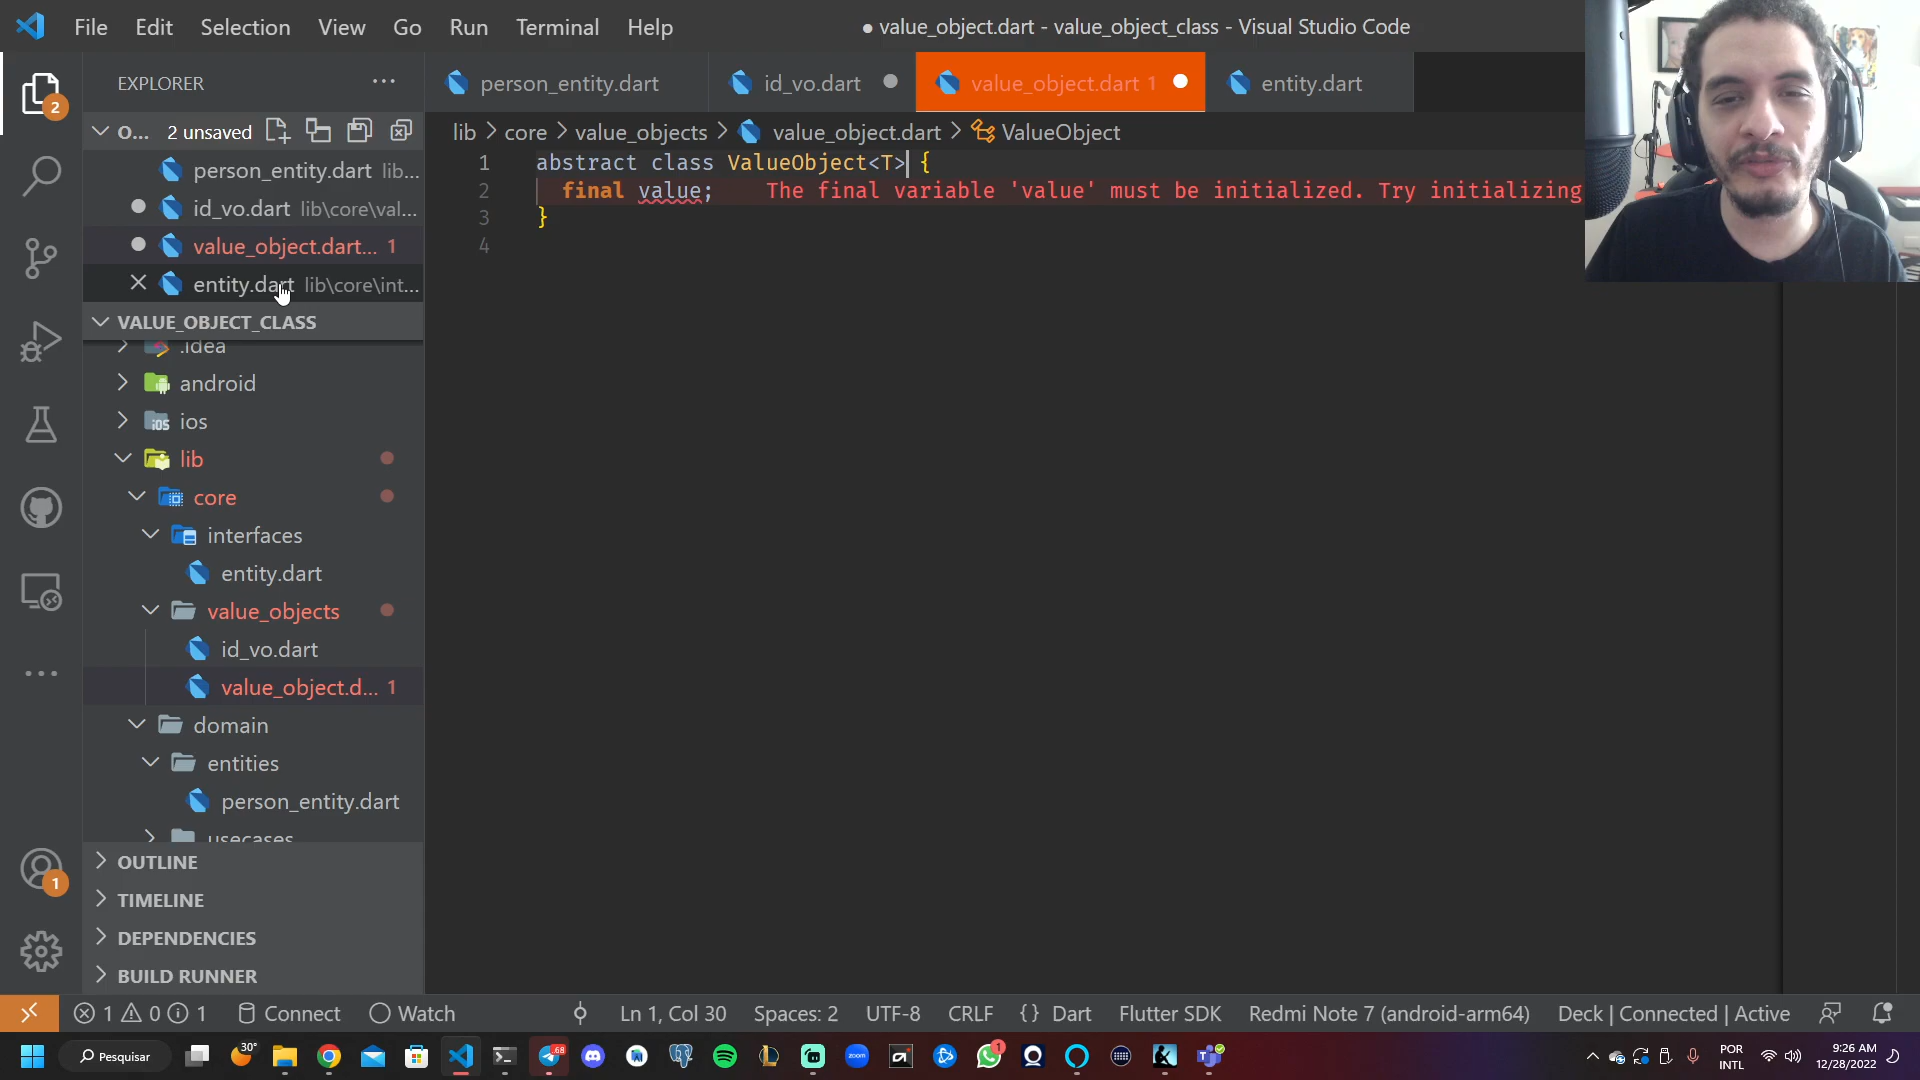 File Edit Selection View Go Run Terminal Help
● value_object.dart - value_object_class - Visual Studio Code
EXPLORER
person_entity.dart
id_vo.dart
value_object.dart 1
entity.dart
O... 2 unsaved
lib > core > value_objects > value_object.dart > ValueObject
person_entity.dart lib...
id_vo.dart lib\core\val...
value_object.dart... 1
entity.dart lib\core\int...
1 abstract class ValueObject<T> {
2 final value; The final variable 'value' must be initialized. Try initializing
3 }
4
VALUE_OBJECT_CLASS
.idea
android
ios
lib
core
interfaces
entity.dart
value_objects
id_vo.dart
value_object.d... 1
domain
entities
person_entity.dart
usecases
OUTLINE
TIMELINE
DEPENDENCIES
BUILD RUNNER
2
1
1 0 1 Connect Watch Ln 1, Col 30 Spaces: 2 UTF-8 CRLF {} Dart Flutter SDK Redmi Note 7 (android-arm64) Deck | Connected | Active
Pesquisar
30°
68
zoom
1
POR
INTL
9:26 AM
12/28/2022